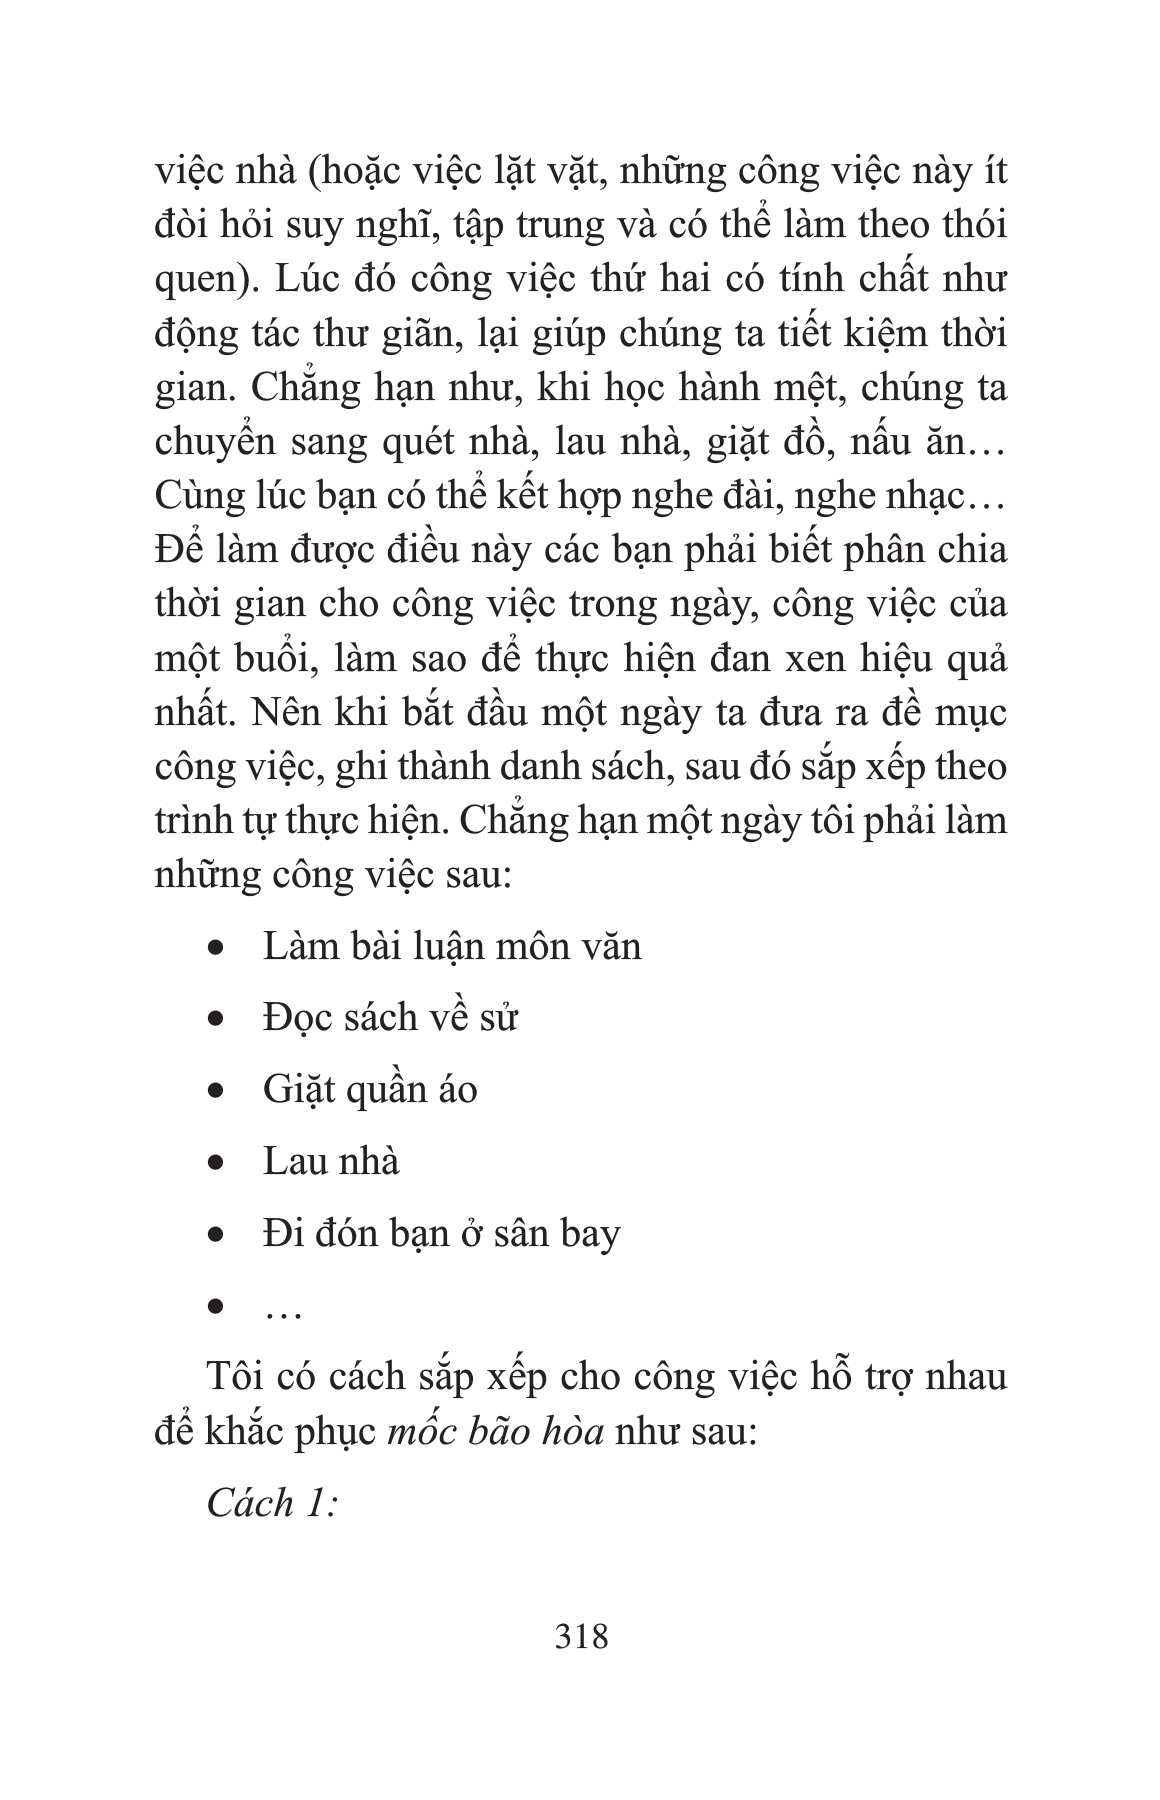 việc nhà (hoặc việc lặt vặt, những công việc này ít
đòi hỏi suy nghĩ, tập trung và có thể làm theo thói
quen). Lúc đó công việc thứ hai có tính chất như
động tác thư giãn, lại giúp chúng ta tiết kiệm thời
gian. Chẳng hạn như, khi học hành mệt, chúng ta
chuyển sang quét nhà, lau nhà, giặt đồ, nấu ăn…
Cùng lúc bạn có thể kết hợp nghe đài, nghe nhạc…
Để làm được điều này các bạn phải biết phân chia
thời gian cho công việc trong ngày, công việc của
một buổi, làm sao để thực hiện đan xen hiệu quả
nhất. Nên khi bắt đầu một ngày ta đưa ra đề mục
công việc, ghi thành danh sách, sau đó sắp xếp theo
trình tự thực hiện. Chẳng hạn một ngày tôi phải làm
những công việc sau:
• Làm bài luận môn văn
• Đọc sách về sử
• Giặt quần áo
• Lau nhà
• Đi đón bạn ở sân bay
• …
Tôi có cách sắp xếp cho công việc hỗ trợ nhau
để khắc phục mốc bão hòa như sau:
Cách 1:
318